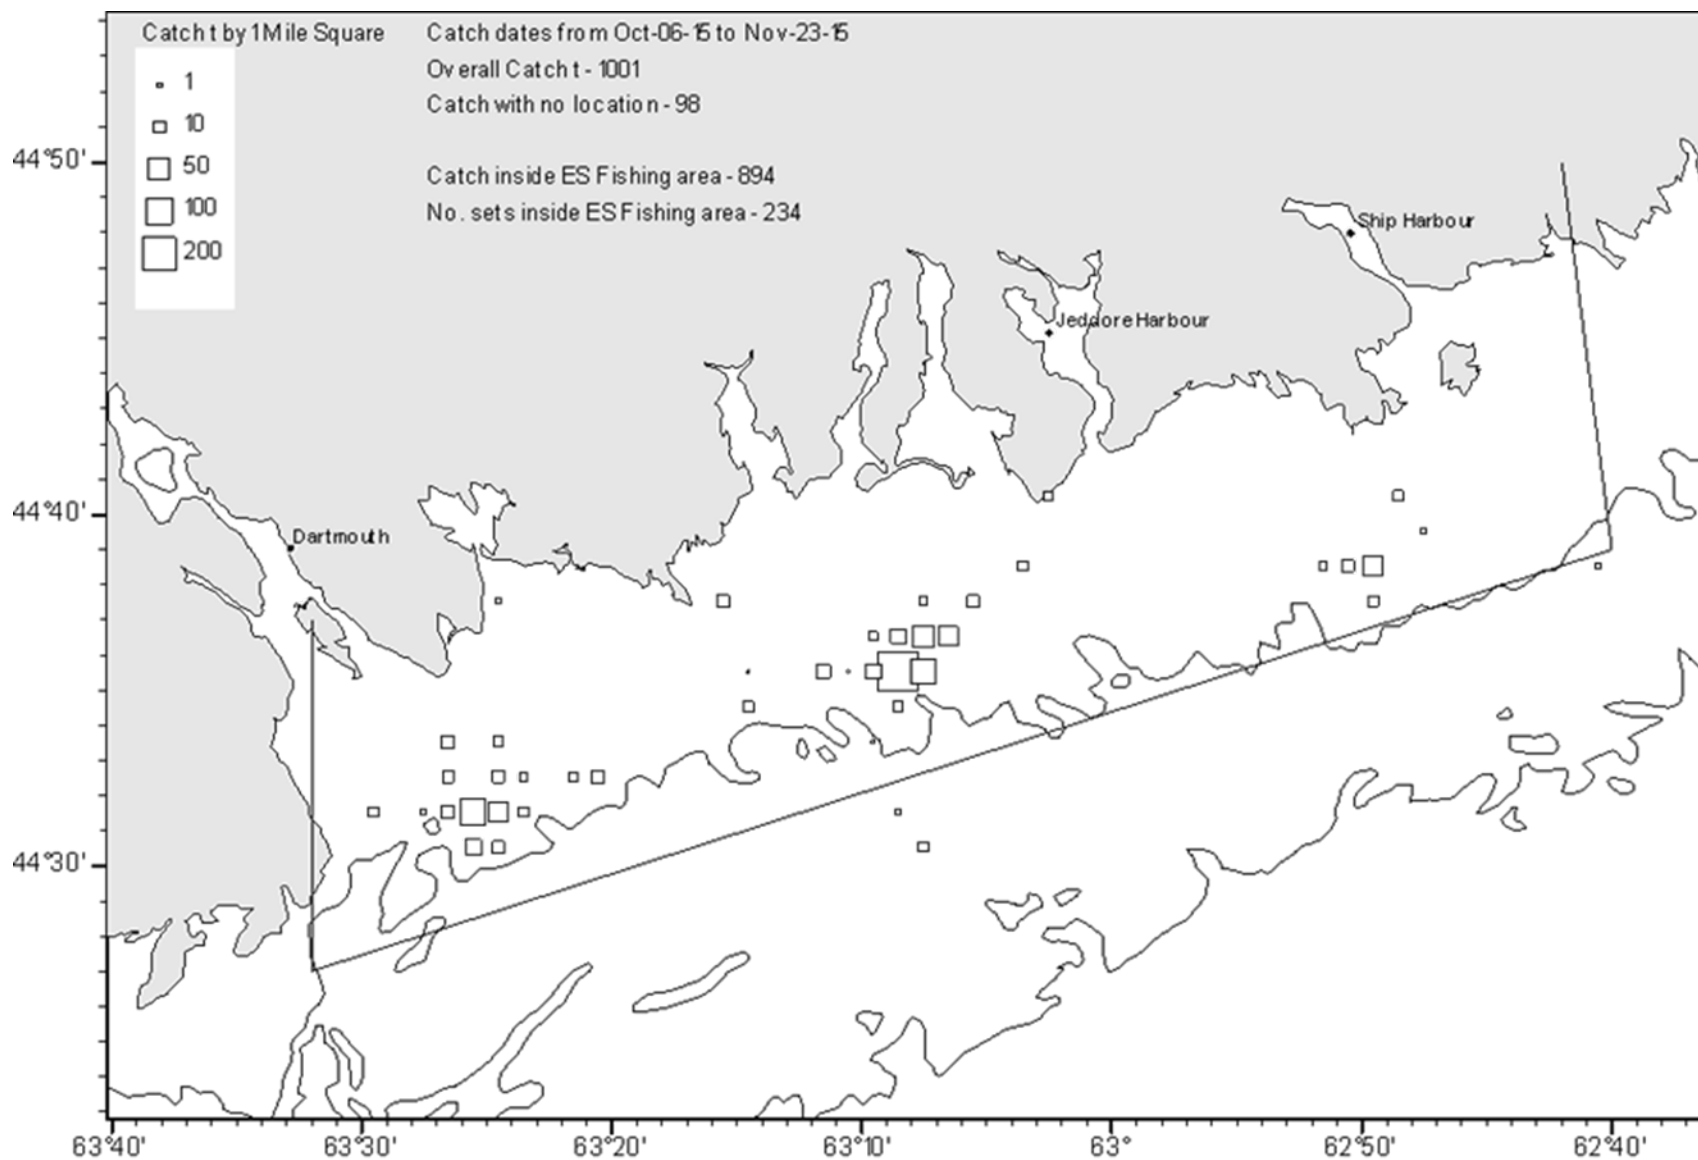 Catch t by 1 Mile Square
1
10
50
100
200
Catch dates from Oct-06-15 to Nov-23-15
Overall Catch t - 1001
Catch with no location - 98
Catch inside ES Fishing area - 894
No. sets inside ES Fishing area - 234
44°50'
Ship Harbour
Jeddore Harbour
44°40'
Dartmouth
44°30'
63°40'
63°30'
63°20'
63°10'
63°
62°50'
62°40'